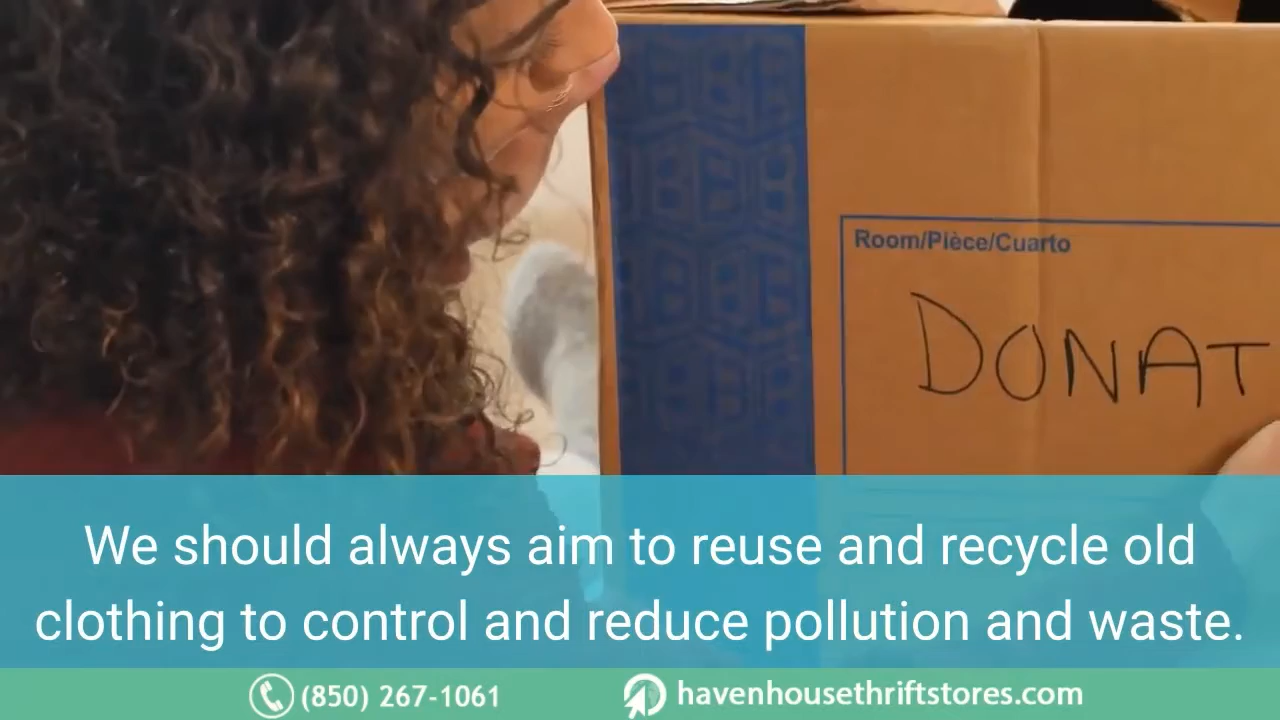 Room/Pièce/Cuarto
DONAT
We should always aim to reuse and recycle old
clothing to control and reduce pollution and waste.
(850) 267-1061
havenhousethriftstores.com